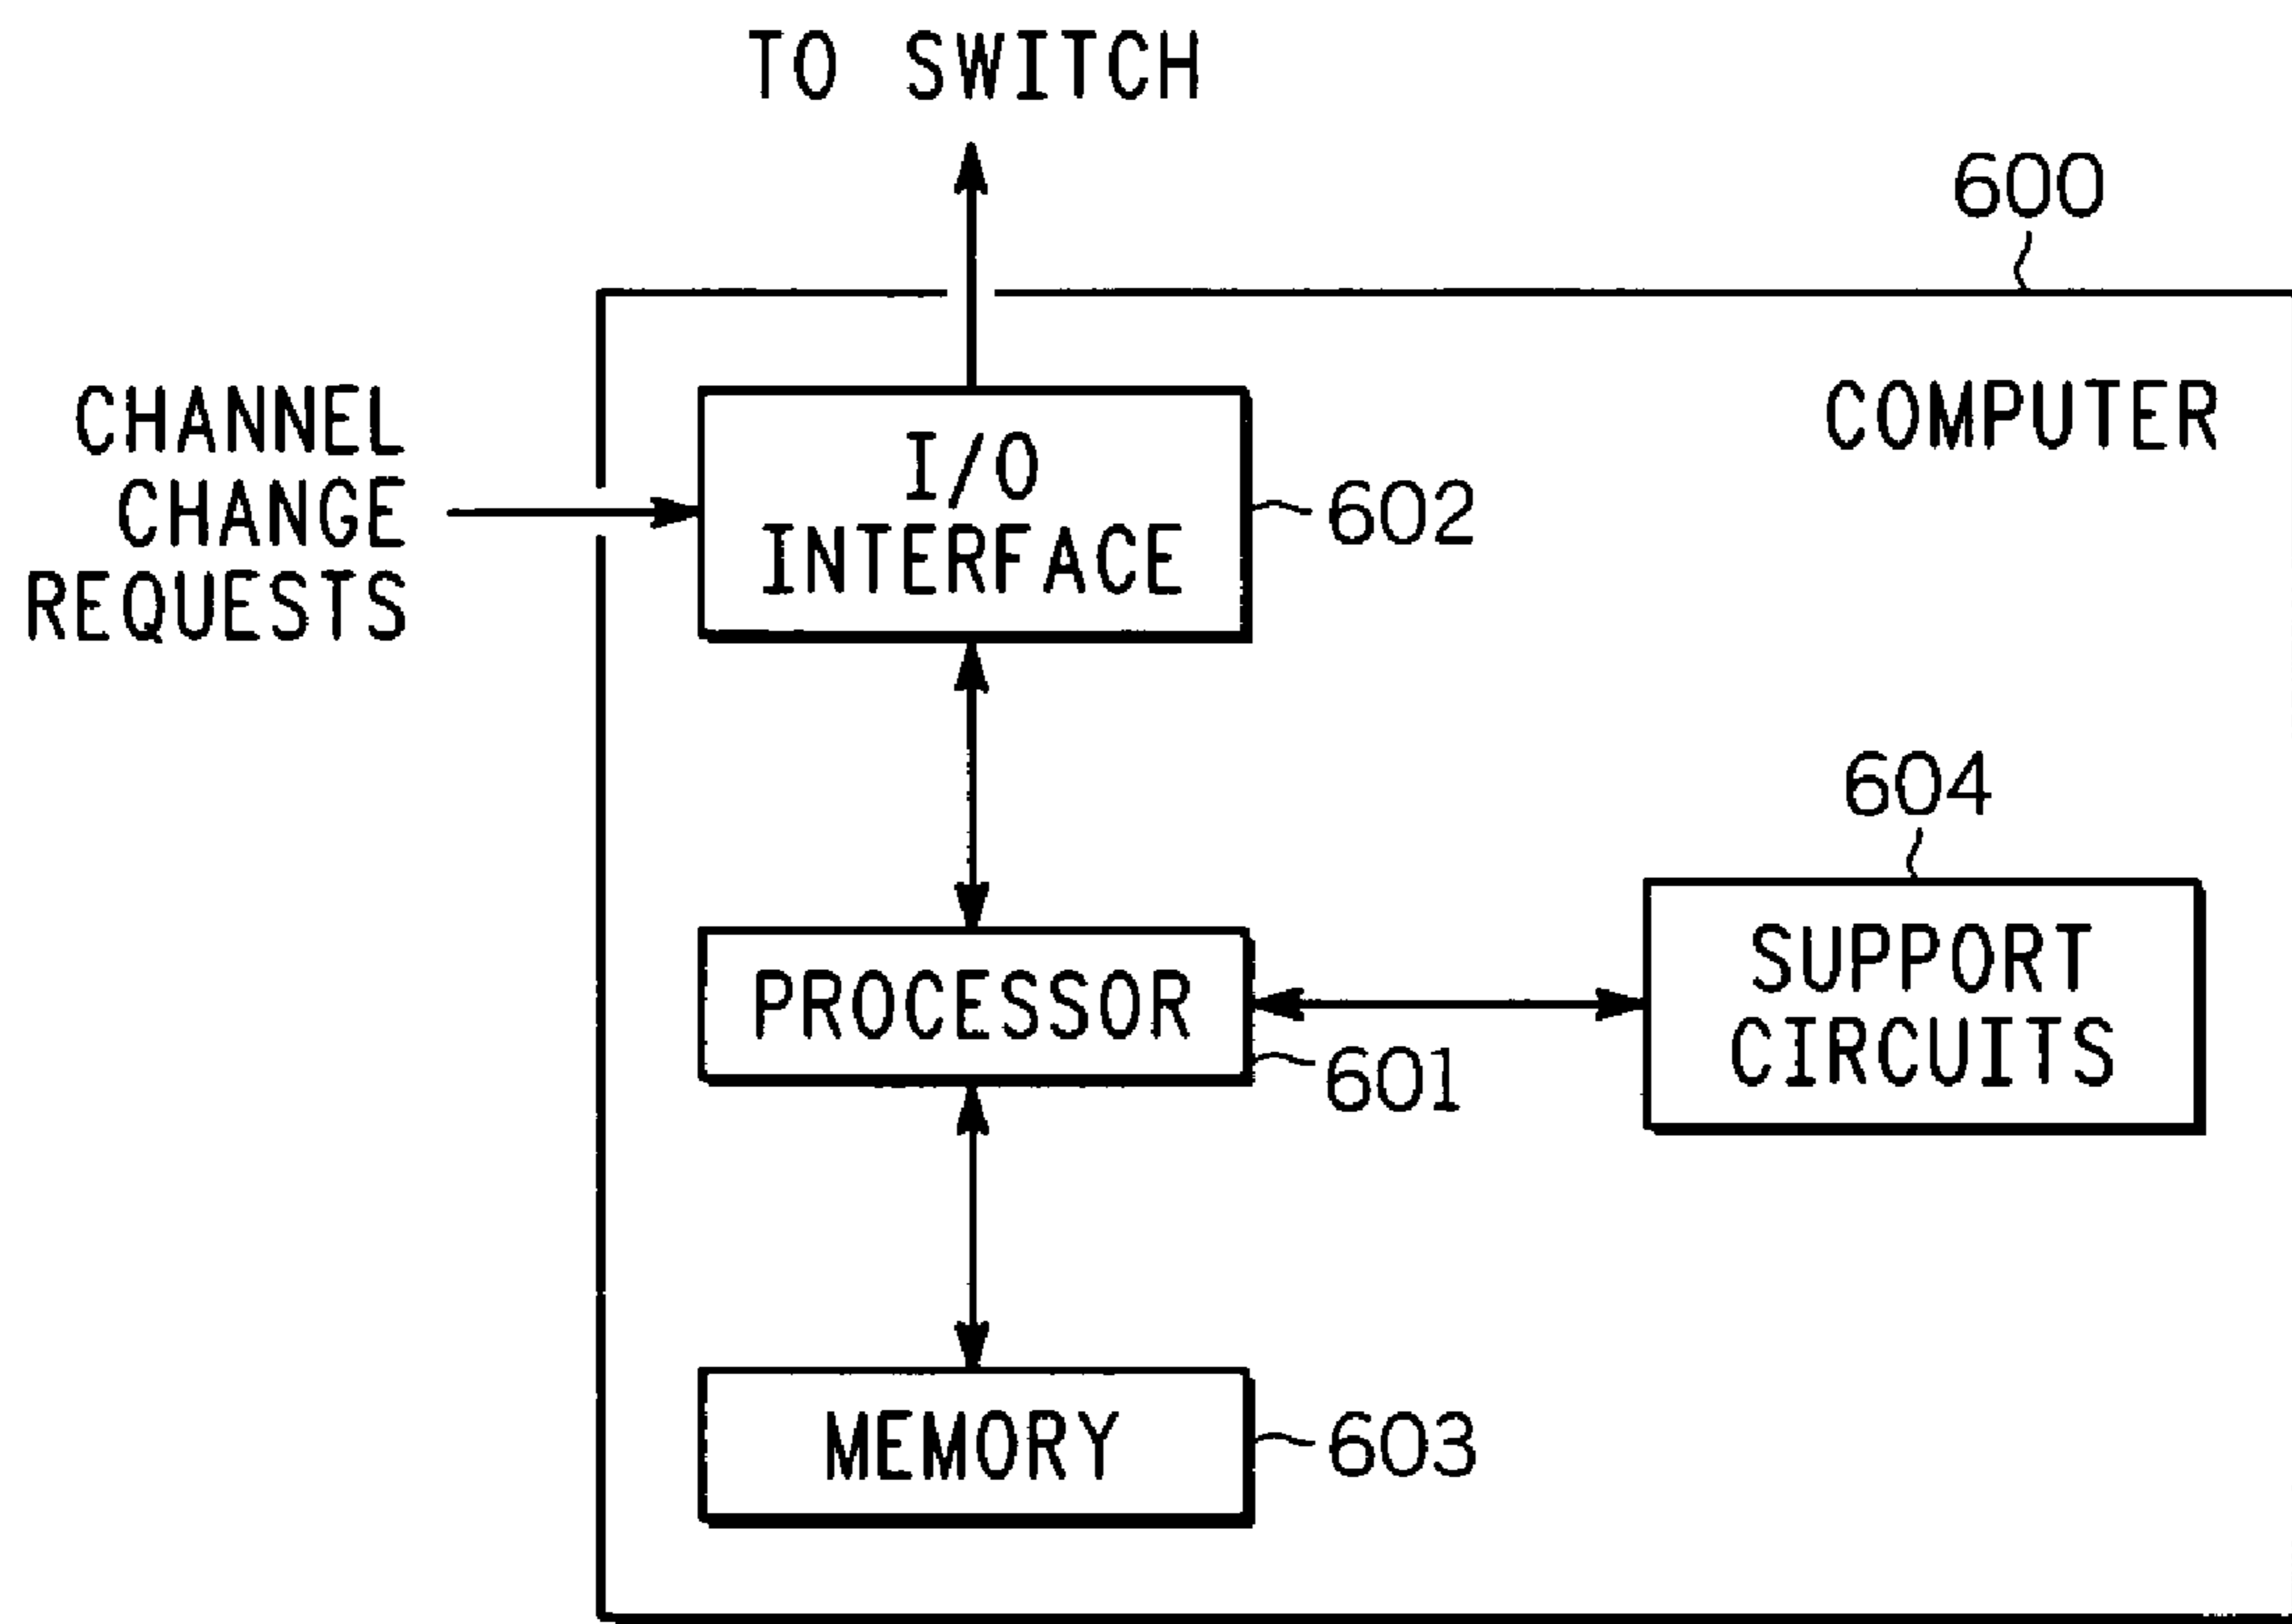 TO SWITCH
600
COMPUTER
CHANNEL
CHANGE
REQUESTS
I/O
INTERFACE
602
604
SUPPORT
CIRCUITS
PROCESSOR
601
MEMORY
603